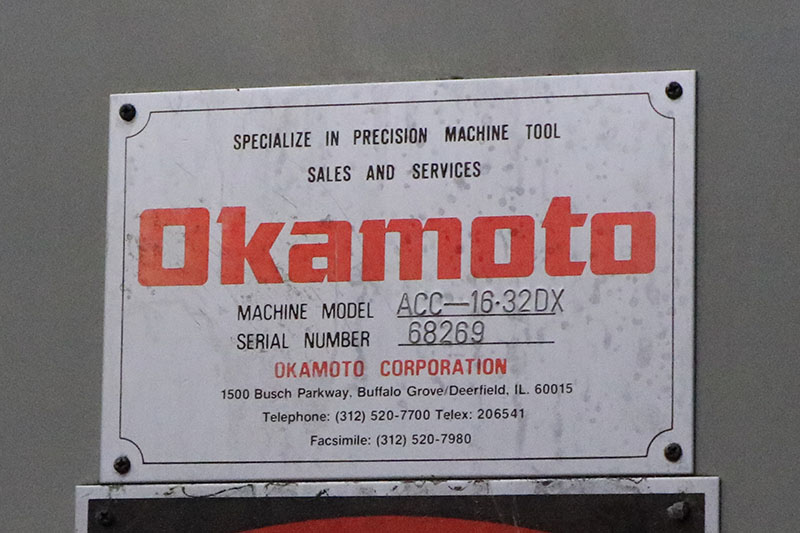 SPECIALIZE IN PRECISION MACHINE TOOL
SALES AND SERVICES
Okamoto
MACHINE MODEL ACC—16·32DX
SERIAL NUMBER 68269
OKAMOTO CORPORATION
1500 Busch Parkway, Buffalo Grove/Deerfield, IL. 60015
Telephone: (312) 520-7700 Telex: 206541
Facsimile: (312) 520-7980